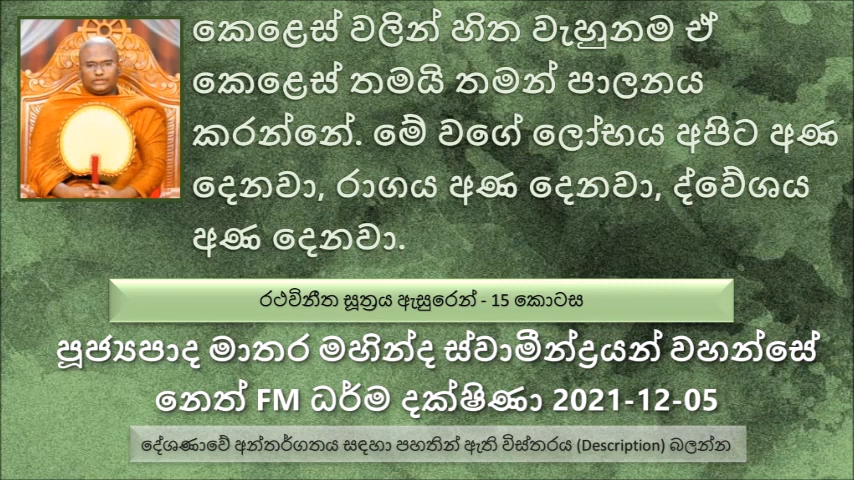 කෙළෙස් වලින් හිත වැහුනම ඒ
කෙළෙස් තමයි තමන් පාලනය
කරන්නේ. මේ වගේ ලෝභය අපිට අණ
දෙනවා, රාගය අණ දෙනවා, ද්වේශය
අණ දෙනවා.
රථවිනීත සූත්‍රය ඇසුරෙන් - 15 කොටස
පූජ්‍යපාද මාතර මහින්ද ස්වාමීන්ද්‍රයන් වහන්සේ
නෙත් FM ධර්ම දක්ෂිණා 2021-12-05
දේශණාවේ අන්තර්ගතය සඳහා පහතින් ඇති විස්තරය (Description) බලන්න